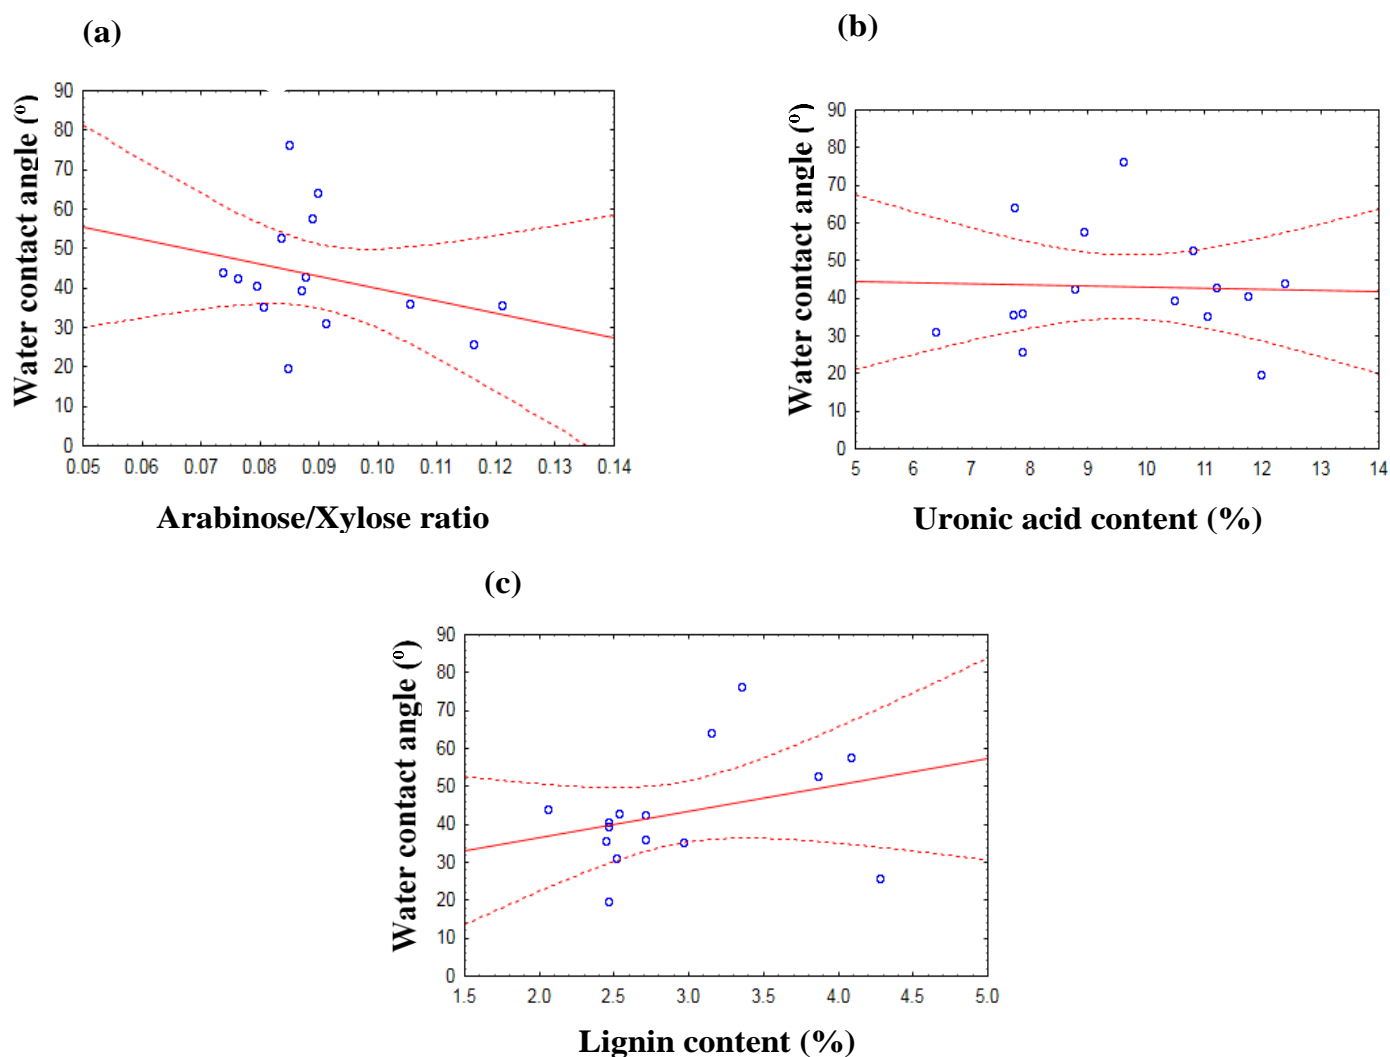 (a)
Water contact angle (º)
90
80
70
60
50
40
30
20
10
0
0.05 0.06 0.07 0.08 0.09 0.10 0.11 0.12 0.13 0.14
Arabinose/Xylose ratio
(b)
Water contact angle (º)
90
80
70
60
50
40
30
20
10
0
5 6 7 8 9 10 11 12 13 14
Uronic acid content (%)
(c)
Water contact angle (º)
90
80
70
60
50
40
30
20
10
0
1.5 2.0 2.5 3.0 3.5 4.0 4.5 5.0
Lignin content (%)